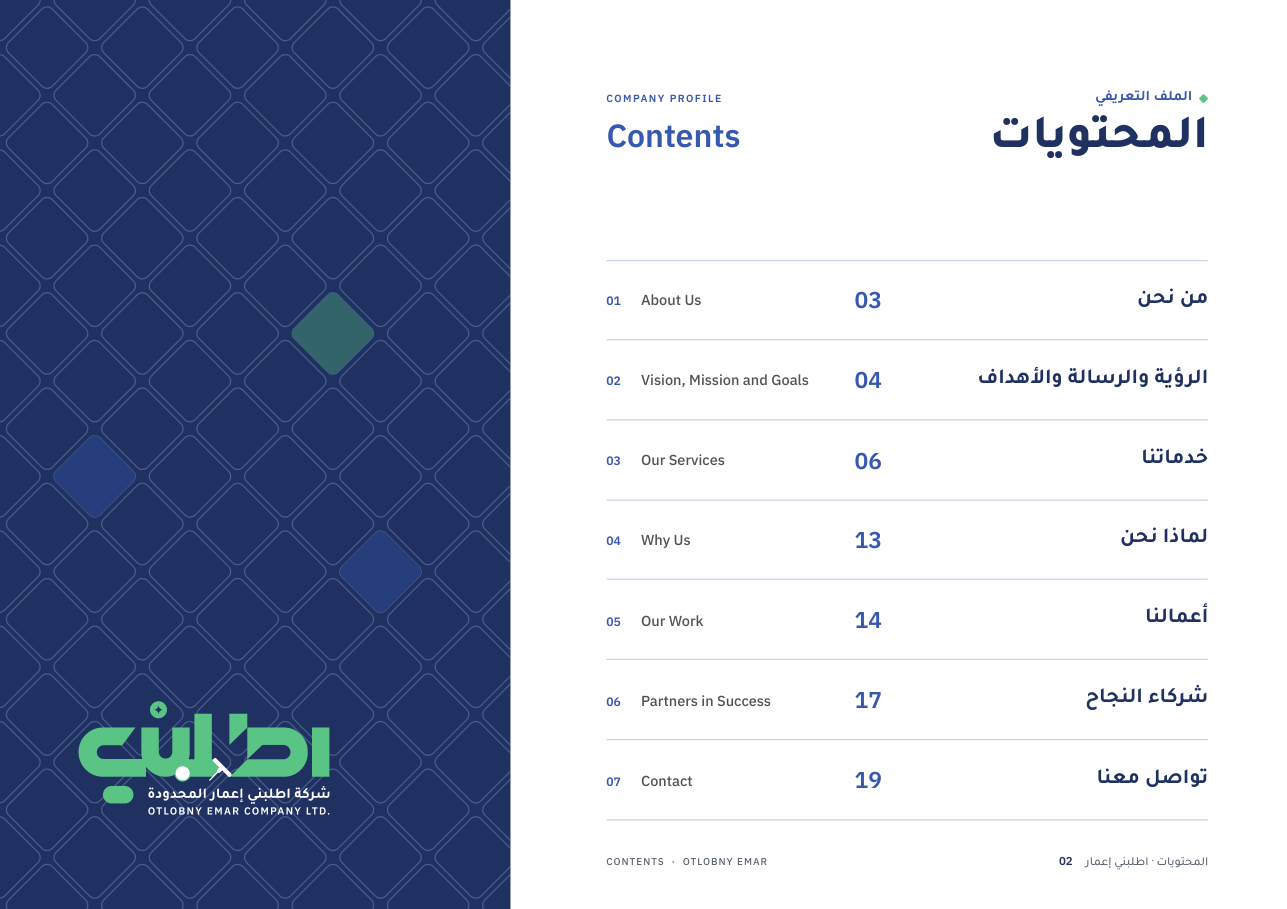 الملف التعريفي
COMPANY PROFILE
المحتويات
Contents
01 About Us 03 من نحن
02 Vision, Mission and Goals 04 الرؤية والرسالة والأهداف
03 Our Services 06 خدماتنا
04 Why Us 13 لماذا نحن
05 Our Work 14 أعمالنا
06 Partners in Success 17 شركاء النجاح
07 Contact 19 تواصل معنا
اطلبني
شركة اطلبني إعمار المحدودة
OTLOBNY EMAR COMPANY LTD.
CONTENTS · OTLOBNY EMAR
02 المحتويات · اطلبني إعمار